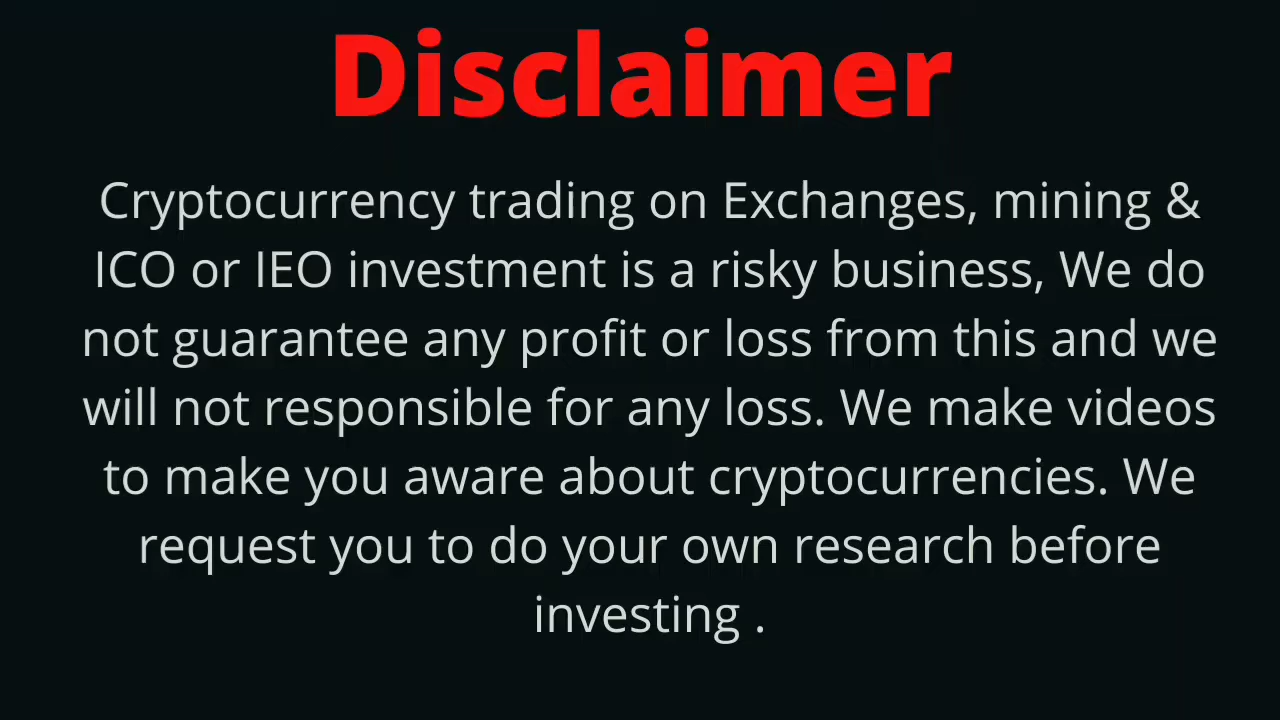 Disclaimer
Cryptocurrency trading on Exchanges, mining &
ICO or IEO investment is a risky business, We do
not guarantee any profit or loss from this and we
will not responsible for any loss. We make videos
to make you aware about cryptocurrencies. We
request you to do your own research before
investing .